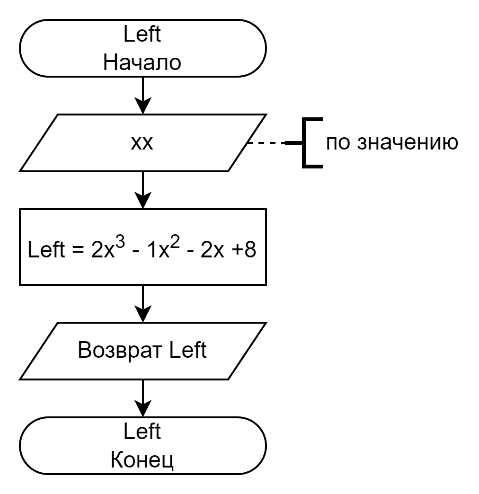 Left
Начало
xx
по значению
Left = 2x³ - 1x² - 2x +8
Возврат Left
Left
Конец